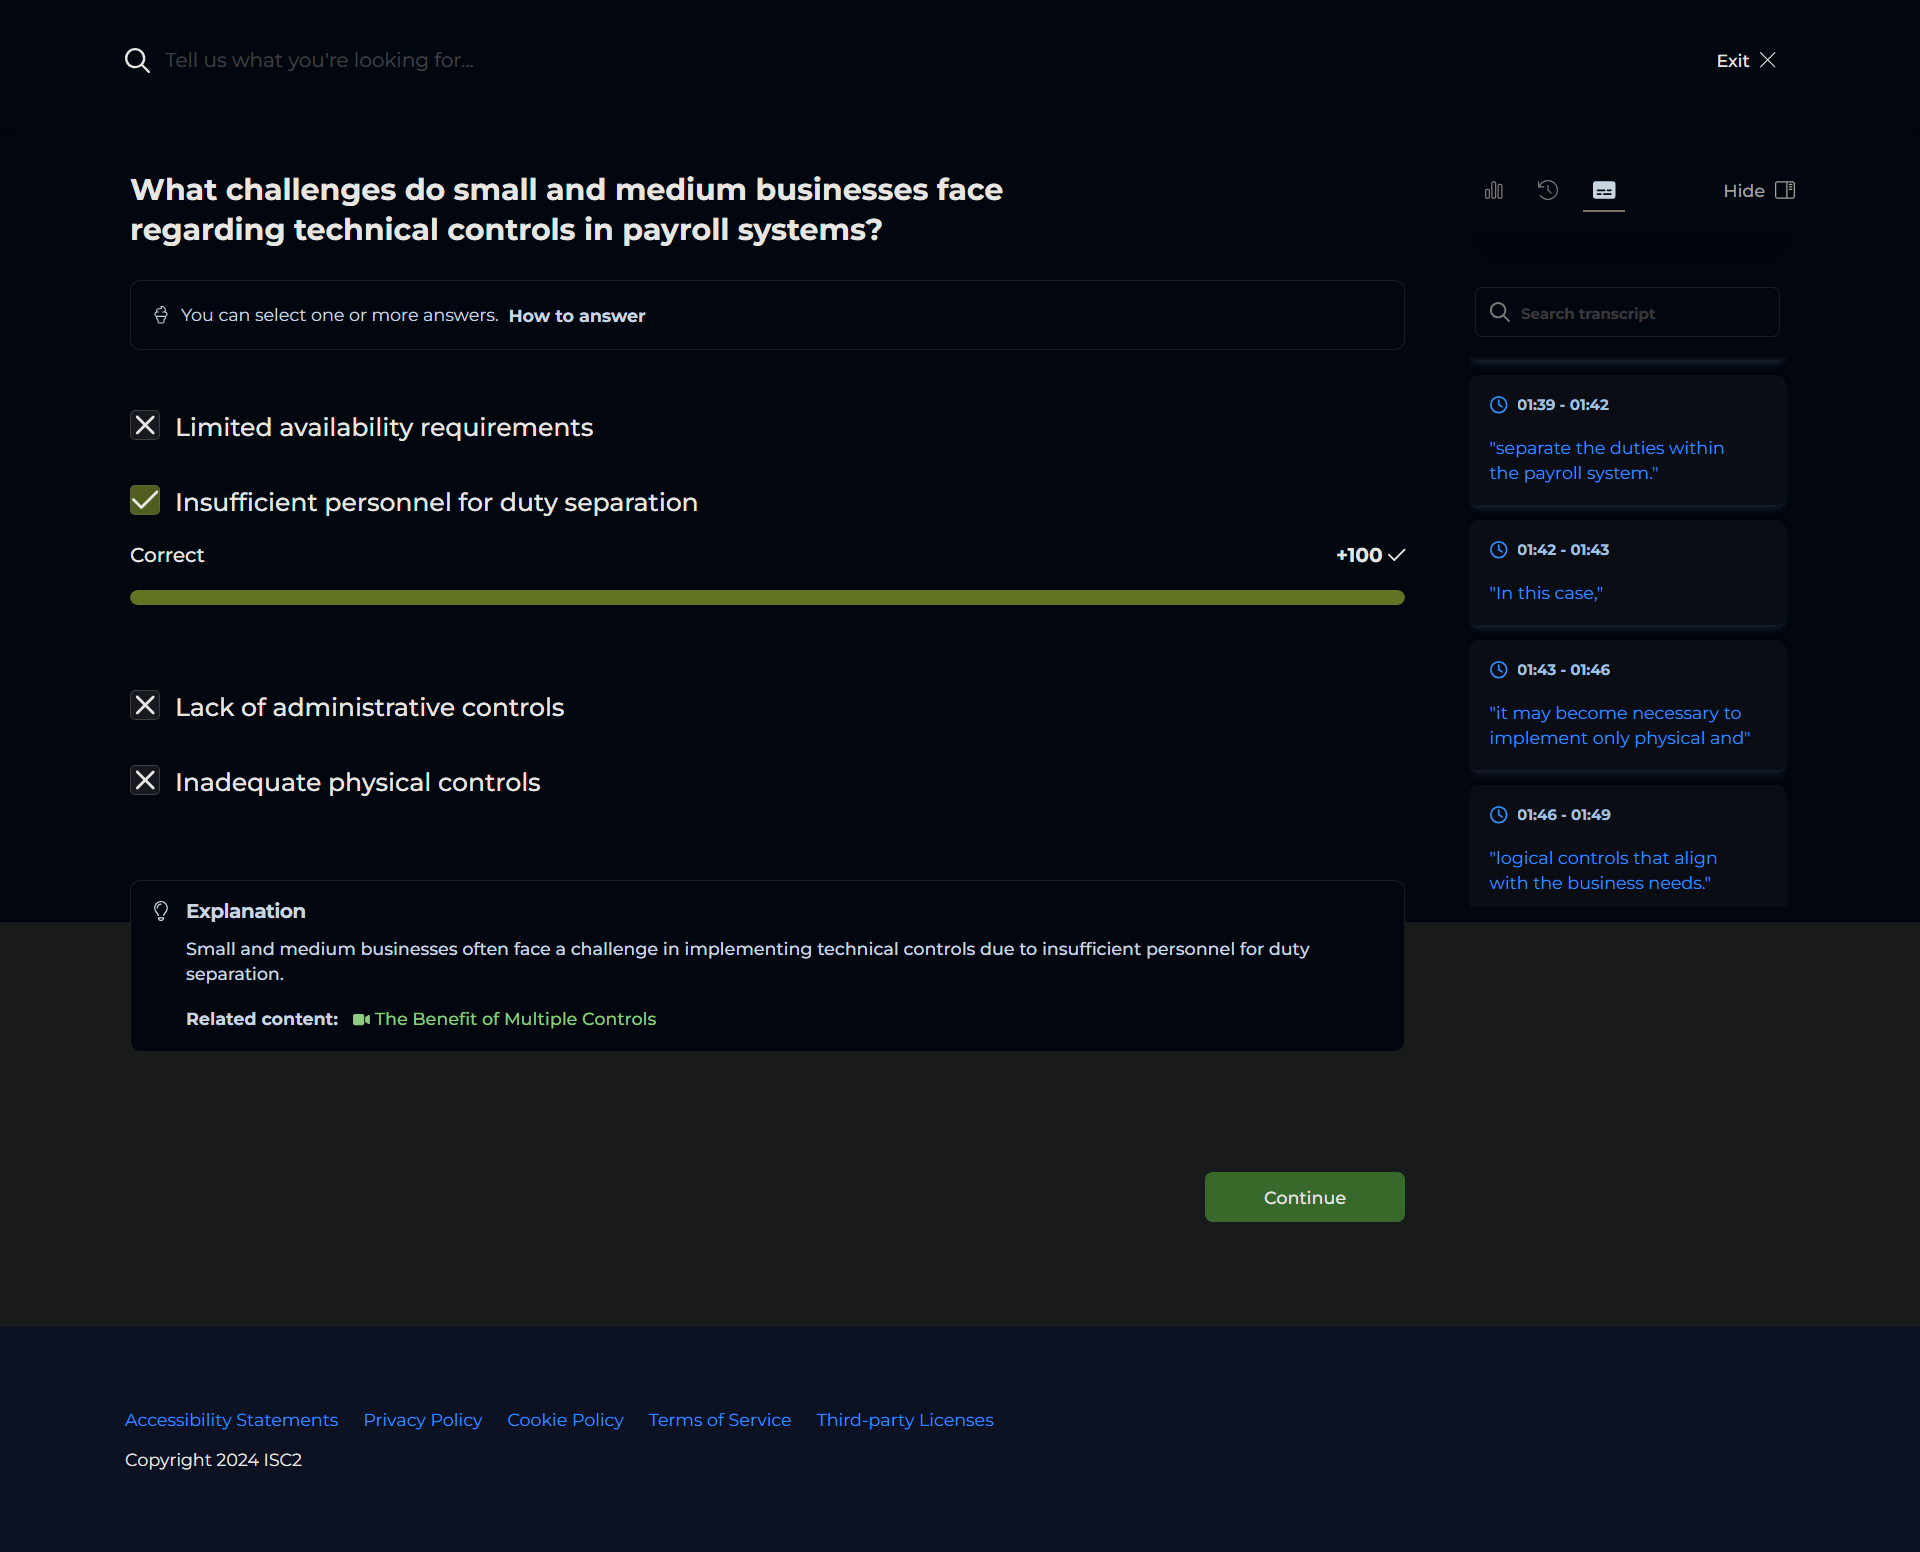 Tell us what you're looking for...
Exit
What challenges do small and medium businesses face
regarding technical controls in payroll systems?
You can select one or more answers. How to answer
Limited availability requirements
Insufficient personnel for duty separation
Correct
+100
Lack of administrative controls
Inadequate physical controls
Explanation
Small and medium businesses often face a challenge in implementing technical controls due to insufficient personnel for duty
separation.
Related content: The Benefit of Multiple Controls
Continue
Hide
Search transcript
01:39 - 01:42
"separate the duties within
the payroll system."
01:42 - 01:43
"In this case,"
01:43 - 01:46
"it may become necessary to
implement only physical and"
01:46 - 01:49
"logical controls that align
with the business needs."
Accessibility Statements Privacy Policy Cookie Policy Terms of Service Third-party Licenses
Copyright 2024 ISC2